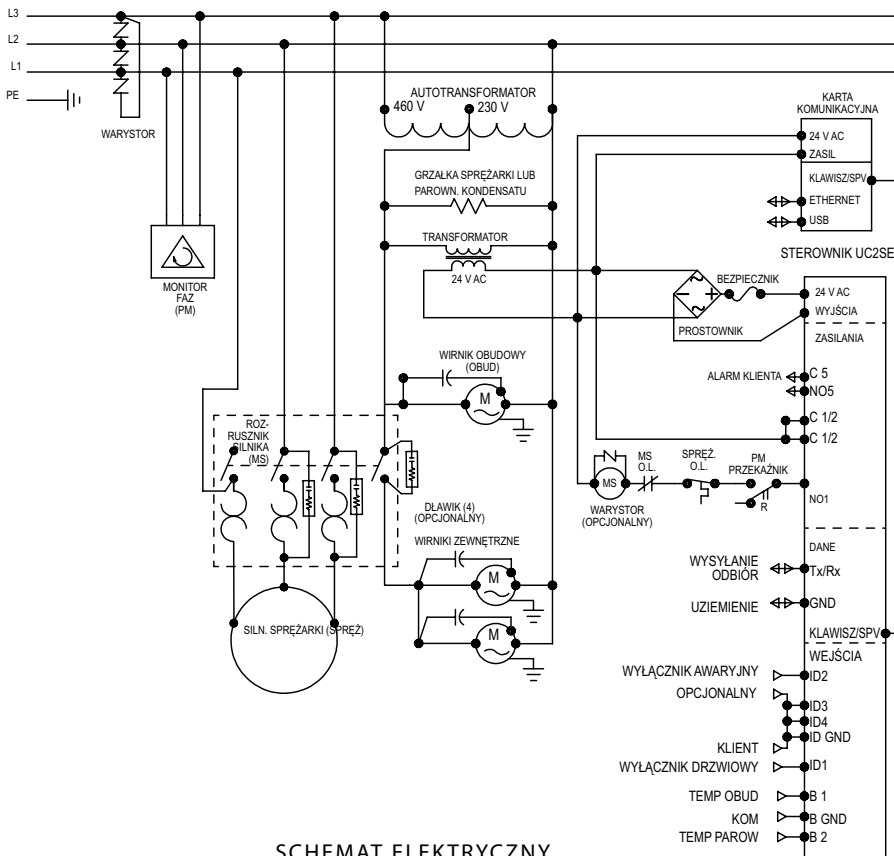 L3
L2
L1
PE
WARYSTOR
MONITOR
FAZ
(PM)
AUTOTRANSFORMATOR
460 V
230 V
GRZAŁKA SPRĘŻARKI LUB
PAROWN. KONDENSATU
TRANSFORMATOR
24 V AC
KARTA
KOMUNIKACYJNA
24 V AC
ZASIL
KLAWISZ/SPV
ETHERNET
USB
STEROWNIK UC2SE
BEZPIECZNIK
PROSTOWNIK
24 V AC
WYJŚCIA
ZASILANIA
WIRNIK OBUDOWY
(OBUD)
M
ALARM KLIENTA
C 5
NO5
C 1/2
C 1/2
ROZ-
RUSZNIK
SILNIKA
(MS)
MS
O.L.
SPRĘŻ.
O.L.
PM
PRZEKAŹNIK
MS
R
NO1
WARYSTOR
(OPCJONALNY)
DŁAWIK (4)
(OPCJONALNY)
WIRNIKI ZEWNĘTRZNE
M
M
SILN. SPRĘŻARKI (SPRĘŻ)
DANE
WYSYŁANIE
ODBIÓR
Tx/Rx
UZIEMIENIE
GND
KLAWISZ/SPV
WEJŚCIA
WYŁĄCZNIK AWARYJNY
ID2
OPCJONALNY
ID3
ID4
ID GND
KLIENT
WYŁĄCZNIK DRZWIOWY
ID1
TEMP OBUD
B 1
KOM
B GND
TEMP PAROW
B 2
SCHEMAT ELEKTRYCZNY